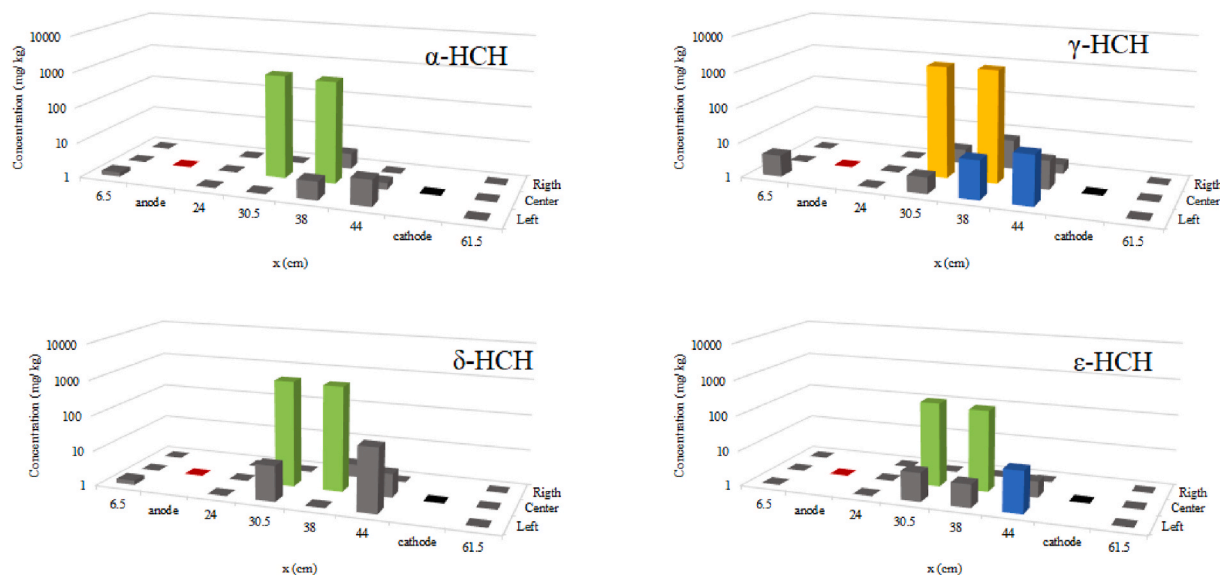 α-HCH
Concentration (mg/ kg)
10000
1000
100
10
1
6.5
anode
24
30.5
38
44
cathode
61.5
Rigth
Center
Left
x (cm)
γ-HCH
Concentration (mg/ kg)
10000
1000
100
10
1
6.5
anode
24
30.5
38
44
cathode
61.5
Rigth
Center
Left
x (cm)
δ-HCH
Concentration (mg/ kg)
10000
1000
100
10
1
6.5
anode
24
30.5
38
44
cathode
61.5
Rigth
Center
Left
x (cm)
ε-HCH
Concentration (mg/ kg)
10000
1000
100
10
1
6.5
anode
24
30.5
38
44
cathode
61.5
Rigth
Center
Left
x (cm)